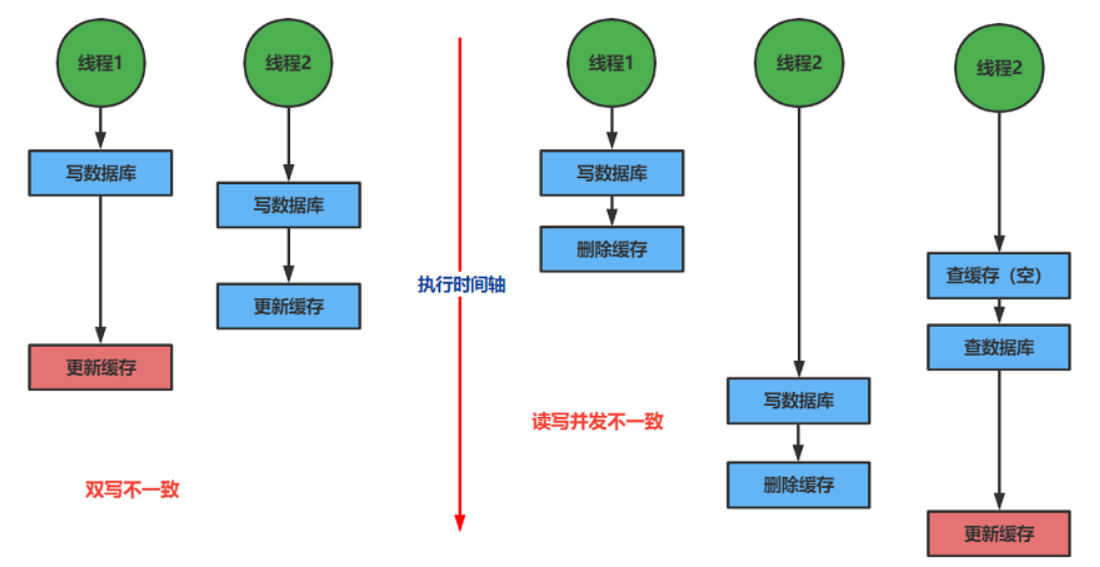 线程1
线程2
写数据库
写数据库
更新缓存
更新缓存
双写不一致
执行时间轴
线程1
线程2
线程2
写数据库
删除缓存
查缓存（空）
查数据库
写数据库
删除缓存
更新缓存
读写并发不一致